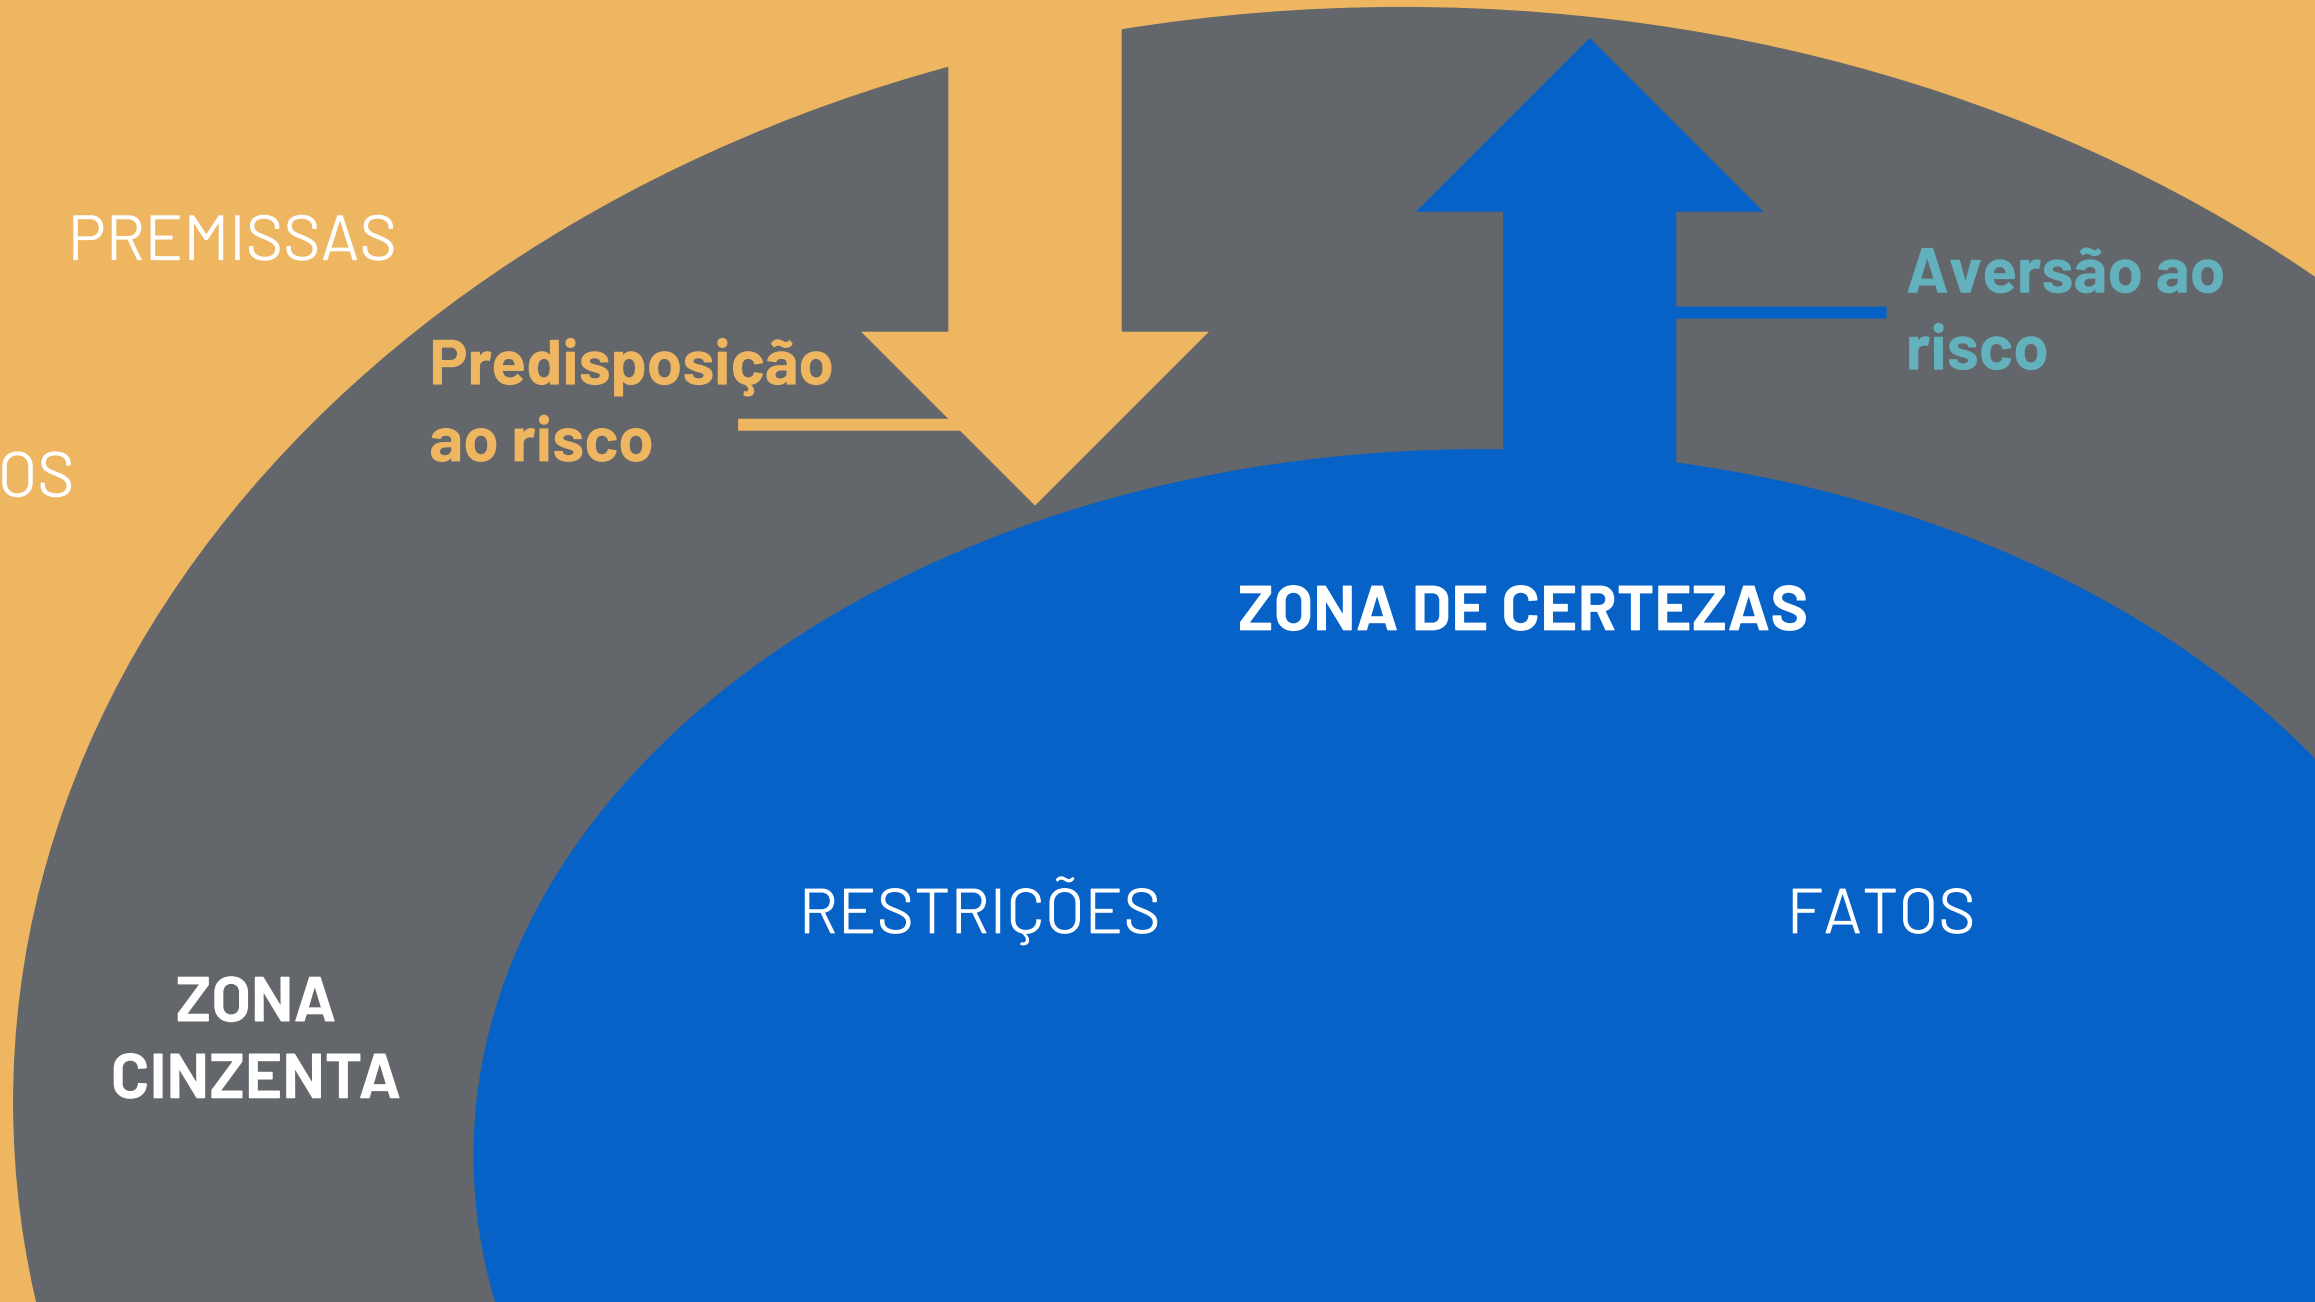 PREMISSAS
Aversão ao
risco
Predisposição
ao risco
OS
ZONA DE CERTEZAS
RESTRIÇÕES
FATOS
ZONA
CINZENTA